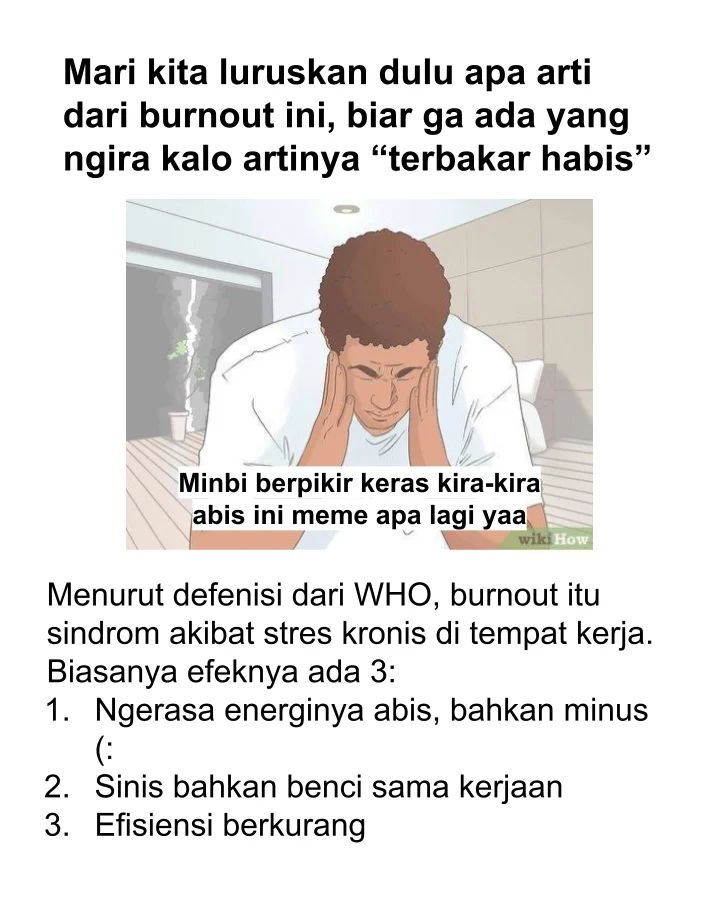 Mari kita luruskan dulu apa arti
dari burnout ini, biar ga ada yang
ngira kalo artinya “terbakar habis”
Minbi berpikir keras kira-kira
abis ini meme apa lagi yaa
wikiHow
Menurut defenisi dari WHO, burnout itu
sindrom akibat stres kronis di tempat kerja.
Biasanya efeknya ada 3:
1. Ngerasa energinya abis, bahkan minus
(:
2. Sinis bahkan benci sama kerjaan
3. Efisiensi berkurang